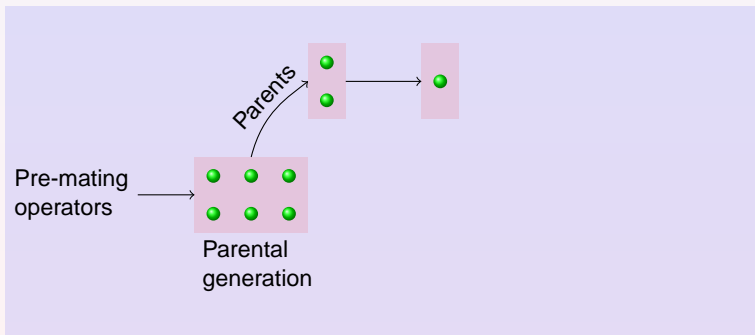 Parents
Pre-mating
operators
Parental
generation